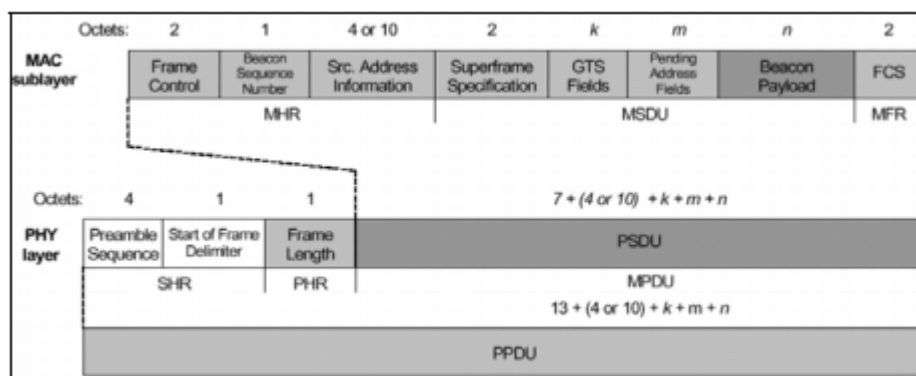 Octets: 2 1 4 or 10 2 k m n 2
MAC sublayer
Frame Control
Beacon Sequence Number
Src. Address Information
Superframe Specification
GTS Fields
Pending Address Fields
Beacon Payload
FCS
MHR MSDU MFR
Octets: 4 1 1 7 + (4 or 10) + k + m + n
PHY layer
Preamble Sequence
Start of Frame Delimiter
Frame Length
PSDU
SHR PHR MPDU
13 + (4 or 10) + k + m + n
PPDU